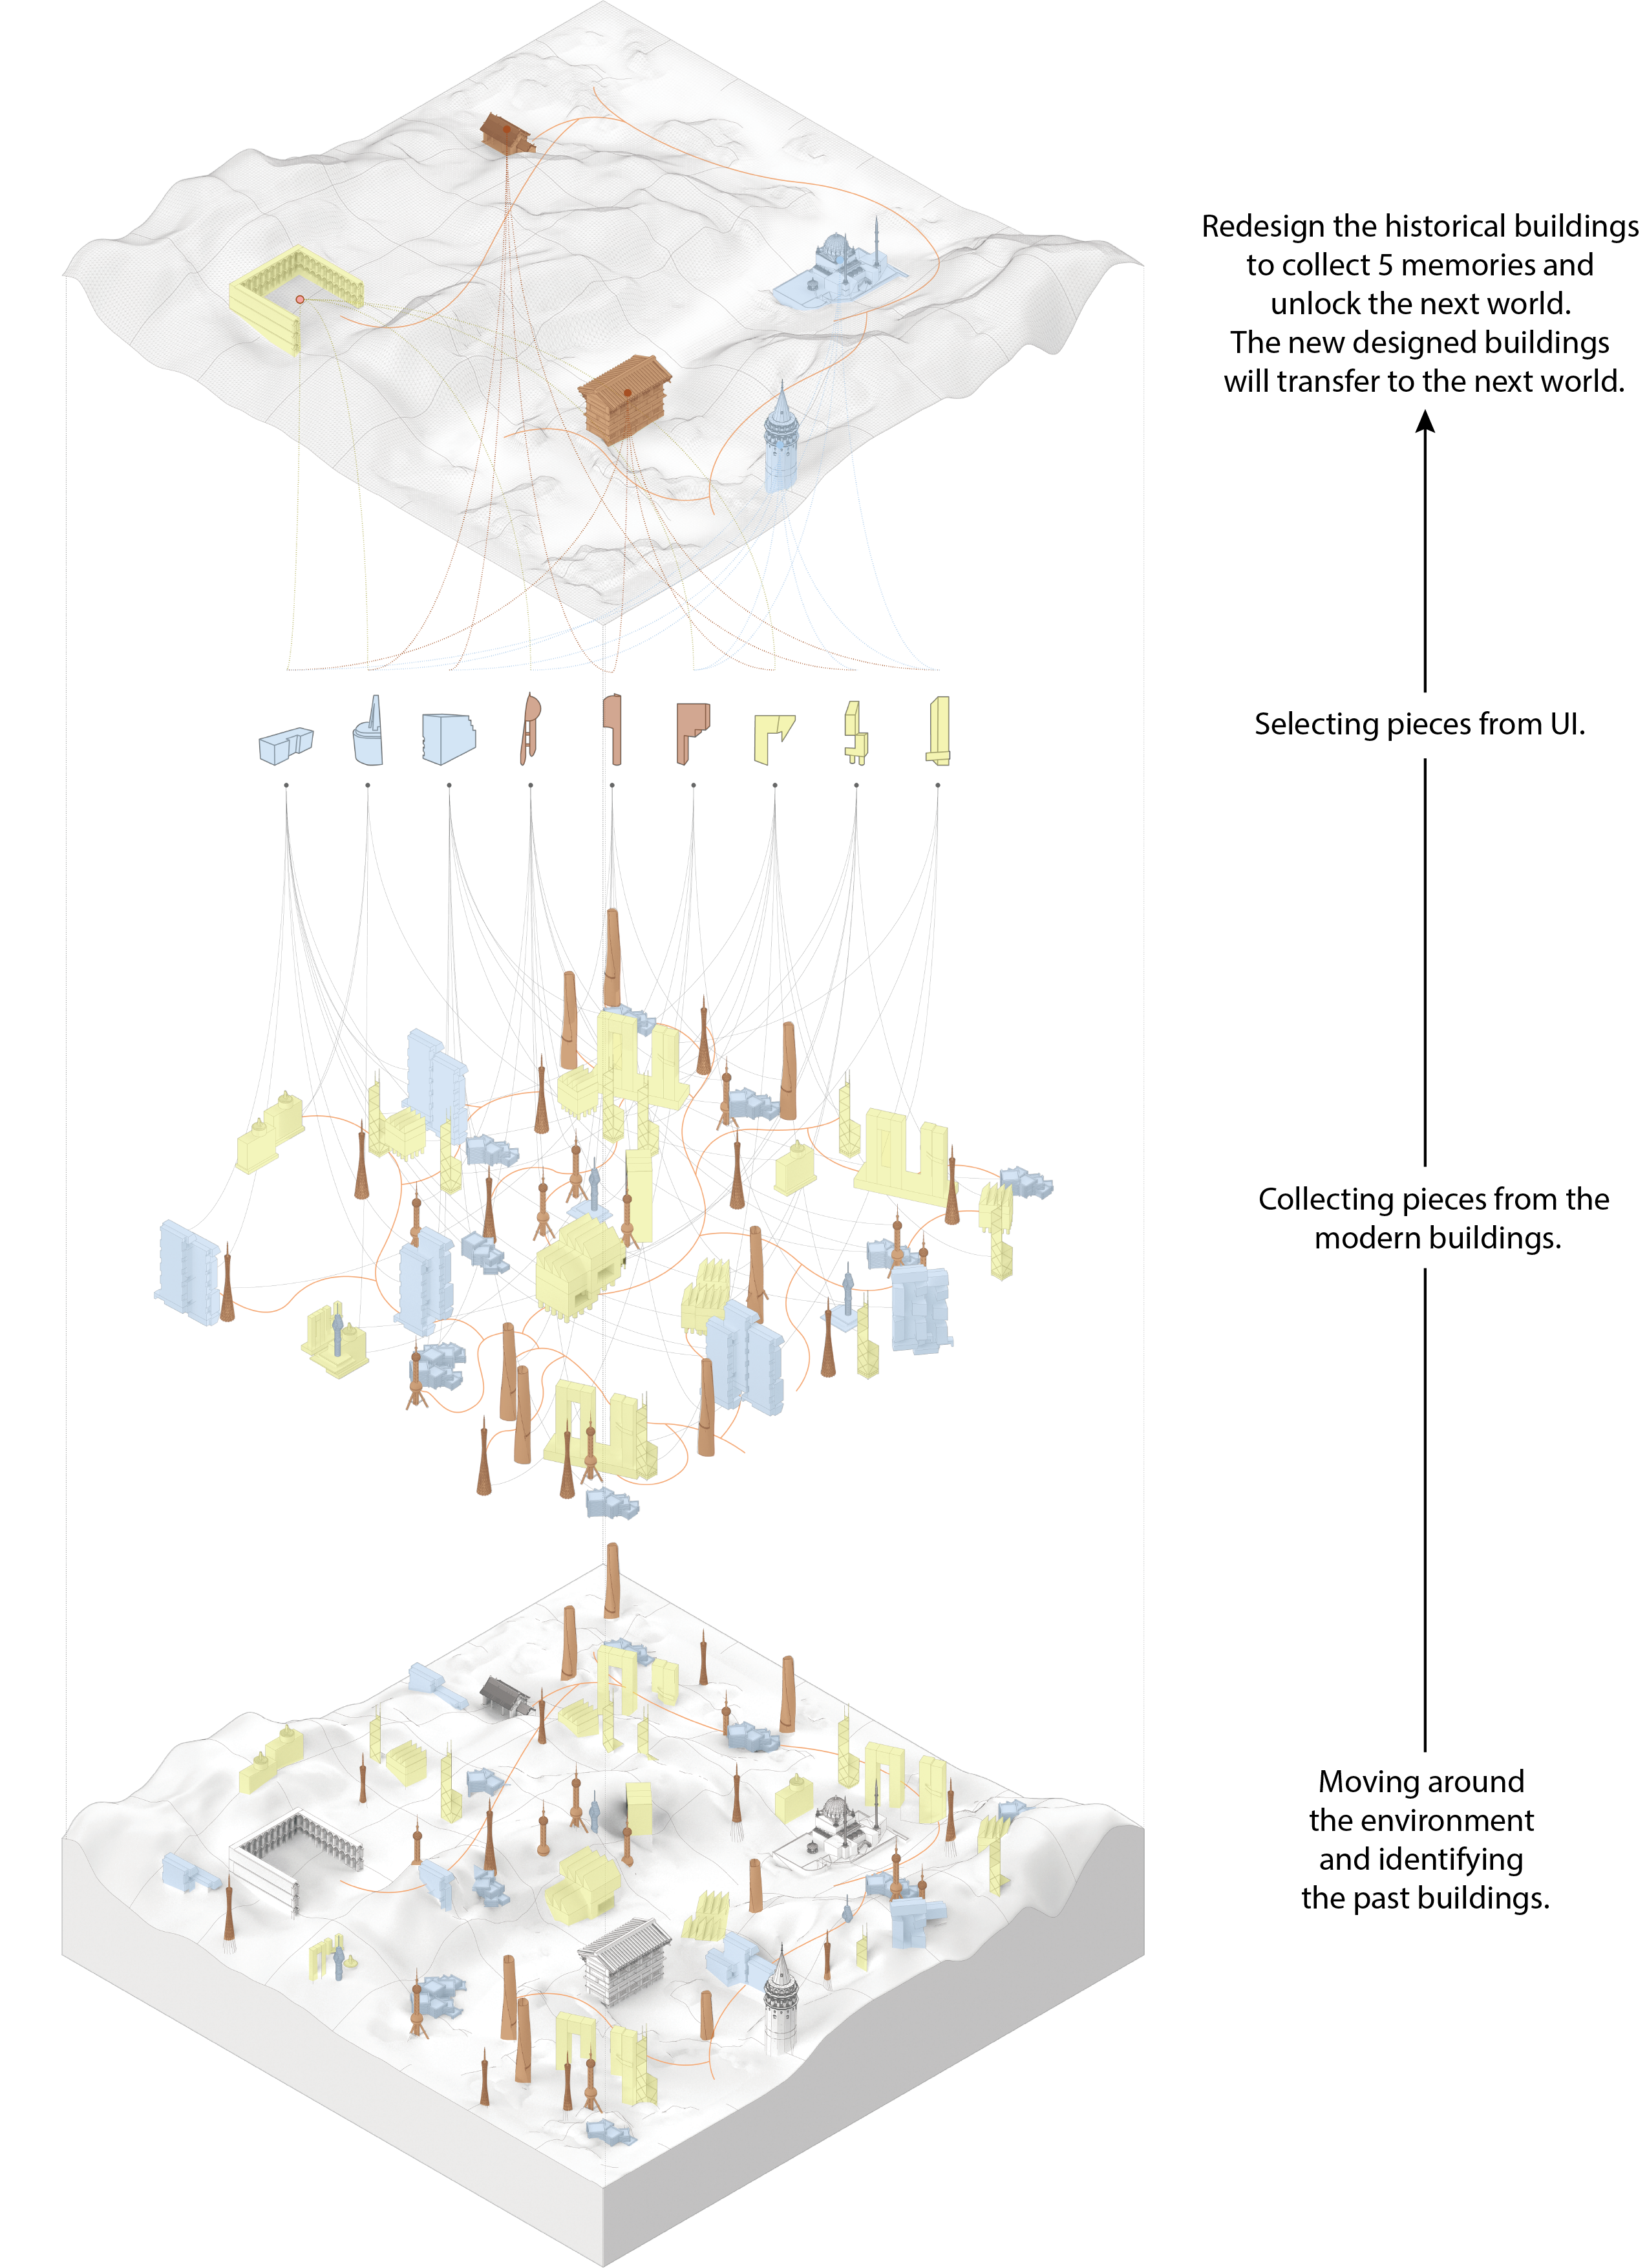 Redesign the historical buildings
to collect 5 memories and
unlock the next world.
The new designed buildings
will transfer to the next world.
Selecting pieces from UI.
Collecting pieces from the
modern buildings.
Moving around
the environment
and identifying
the past buildings.